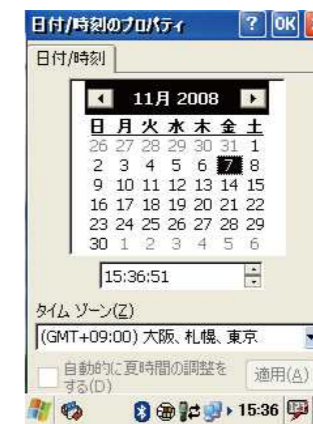 日付/時刻のプロパティ ? OK
日付/時刻
11月 2008
日 月 火 水 木 金 土
26 27 28 29 30 31 1
2 3 4 5 6 7 8
9 10 11 12 13 14 15
16 17 18 19 20 21 22
23 24 25 26 27 28 29
30 1 2 3 4 5 6
15:36:51
タイム ゾーン(Z)
(GMT+09:00) 大阪、札幌、東京
自動的に夏時間の調整を
する(D)
適用(A)
15:36